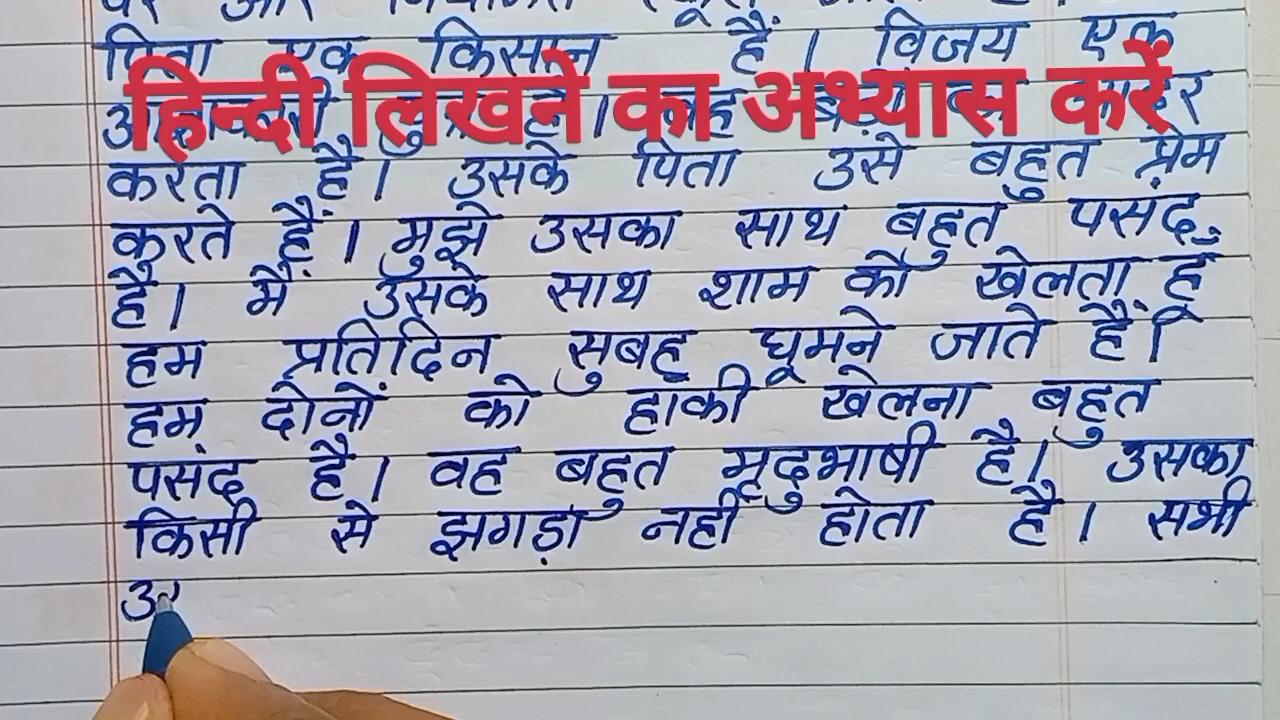 पिता एक किसान हैं। विजय एक
हिन्दी लिखने का अभ्यास करें
करता है। उसके पिता उसे बहुत प्रेम
करते हैं। मुझे उसका साथ बहुत पसंद
है। मैं उसके साथ शाम को खेलता हूँ
हम प्रतिदिन सुबह घूमने जाते हैं।
हम दोनों को हॉकी खेलना बहुत
पसंद है। वह बहुत मृदुभाषी है। उसका
किसी से झगड़ा नहीं होता है। सभी